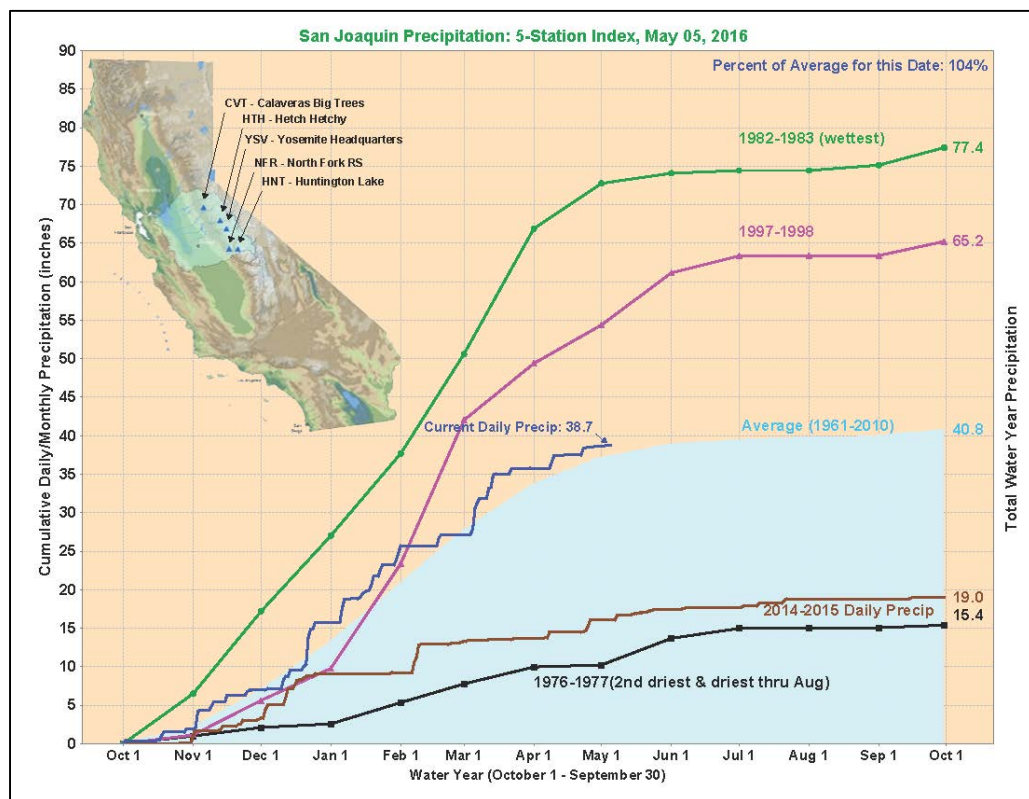 San Joaquin Precipitation: 5-Station Index, May 05, 2016
Percent of Average for this Date: 104%
Cumulative Daily/Monthly Precipitation (inches)
90
85
80
75
70
65
60
55
50
45
40
35
30
25
20
15
10
5
0
CVT - Calaveras Big Trees
HTH - Hetch Hetchy
YSV - Yosemite Headquarters
NFR - North Fork RS
HNT - Huntington Lake
1982-1983 (wettest)
77.4
1997-1998
65.2
Current Daily Precip: 38.7
Average (1961-2010)
40.8
2014-2015 Daily Precip
19.0
15.4
1976-1977(2nd driest & driest thru Aug)
Total Water Year Precipitation
Oct 1 Nov 1 Dec 1 Jan 1 Feb 1 Mar 1 Apr 1 May 1 Jun 1 Jul 1 Aug 1 Sep 1 Oct 1
Water Year (October 1 - September 30)